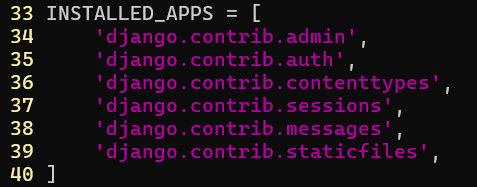 33 INSTALLED_APPS = [
34     'django.contrib.admin',
35     'django.contrib.auth',
36     'django.contrib.contenttypes',
37     'django.contrib.sessions',
38     'django.contrib.messages',
39     'django.contrib.staticfiles',
40 ]